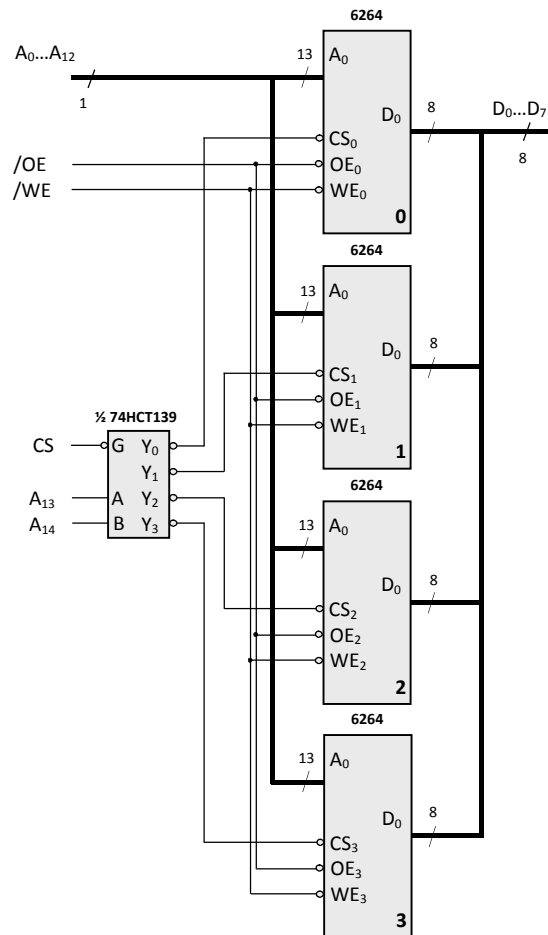 6264
A₀...A₁₂
1
13
A₀
D₀
8
D₀...D₇
8
CS₀
/OE
OE₀
/WE
WE₀
0
6264
13
A₀
D₀
8
CS₁
OE₁
WE₁
1
½ 74HCT139
CS
G Y₀
Y₁
A₁₃
A Y₂
A₁₄
B Y₃
6264
13
A₀
D₀
8
CS₂
OE₂
WE₂
2
6264
13
A₀
D₀
8
CS₃
OE₃
WE₃
3